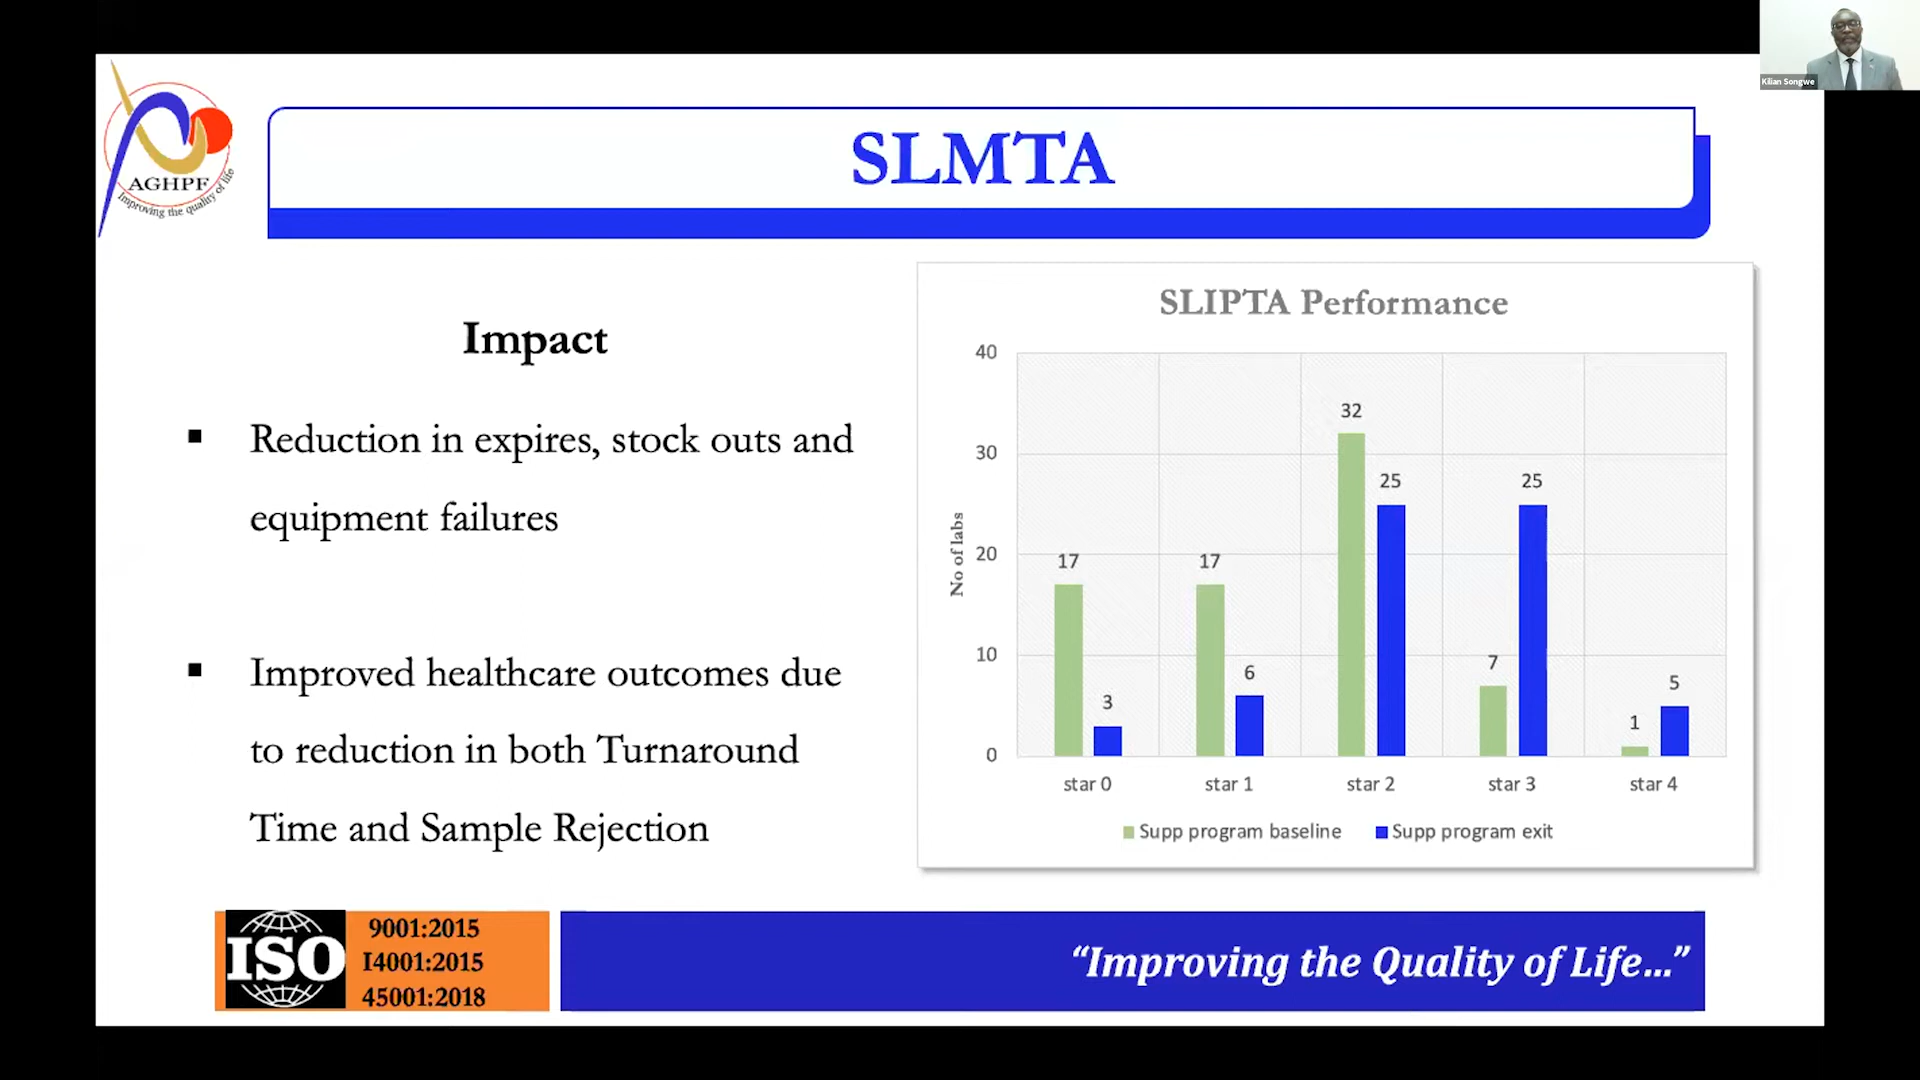 Kilian Songwe
AGHPF
Improving the quality of life
SLMTA
Impact
▪ Reduction in expires, stock outs and
equipment failures
▪ Improved healthcare outcomes due
to reduction in both Turnaround
Time and Sample Rejection
SLIPTA Performance
No of labs
40
30
20
10
0
17
3
17
6
32
25
7
25
1
5
star 0
star 1
star 2
star 3
star 4
Supp program baseline
Supp program exit
ISO
9001:2015
I4001:2015
45001:2018
“Improving the Quality of Life...”